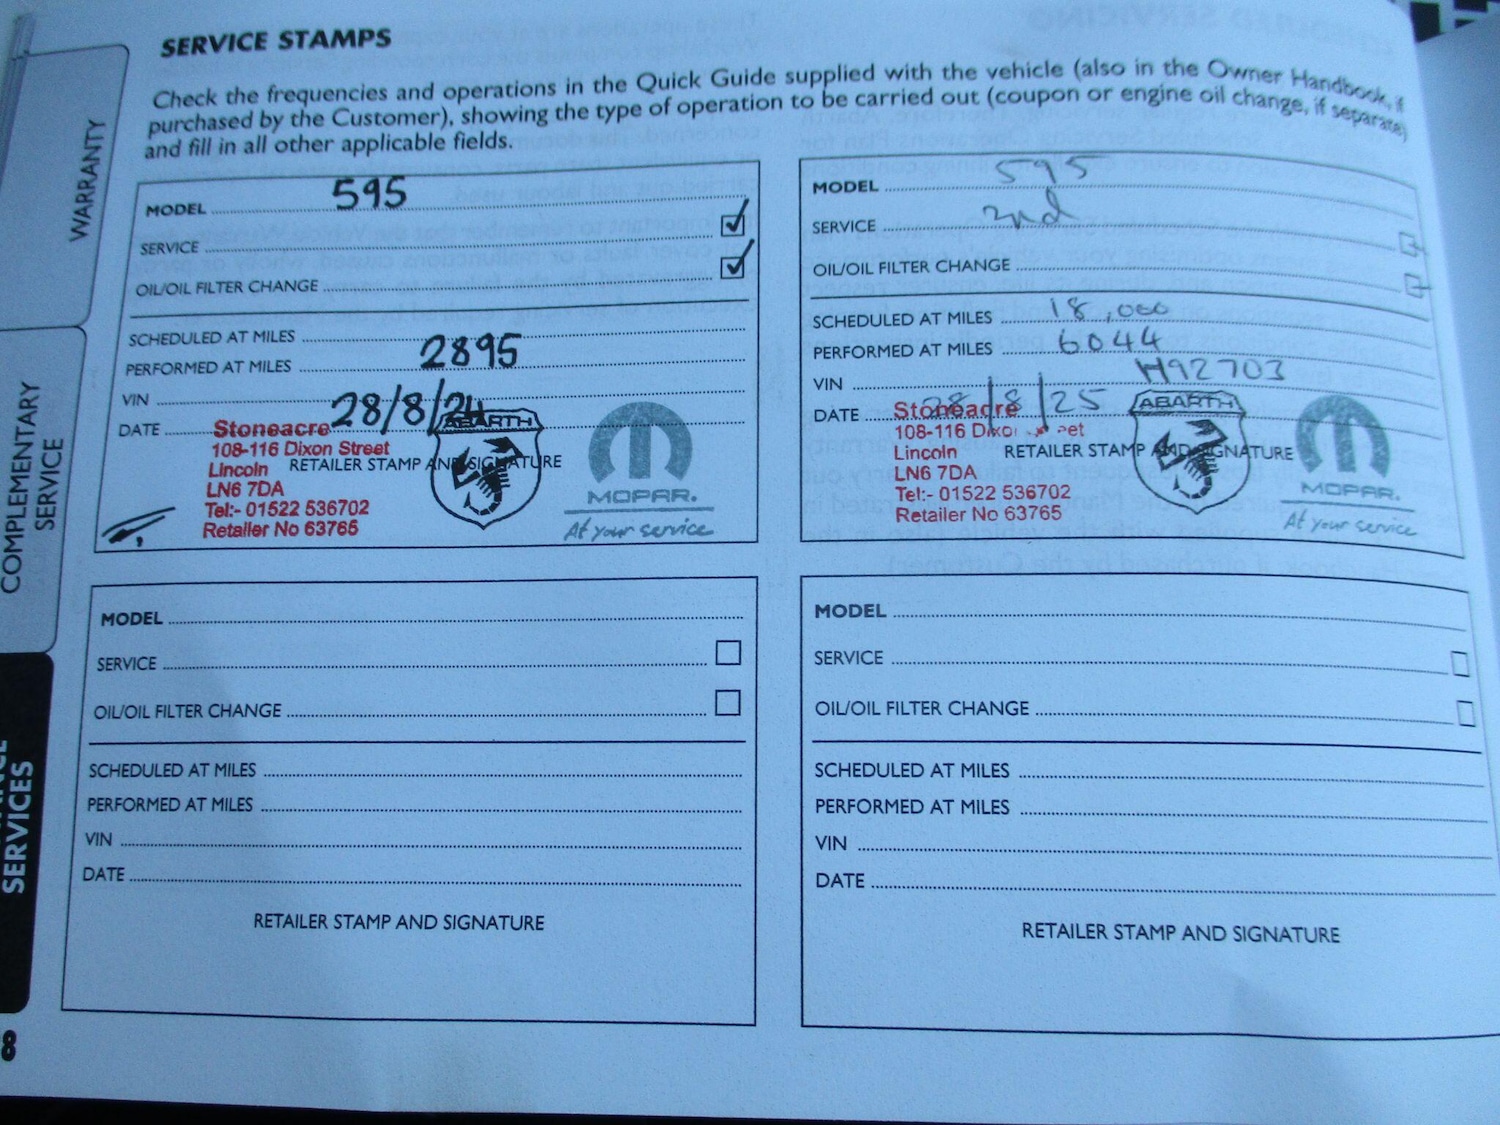 SERVICE STAMPS
Check the frequencies and operations in the Quick Guide supplied with the vehicle (also in the Owner Handbook, if
purchased by the Customer), showing the type of operation to be carried out (coupon or engine oil change, if separate)
and fill in all other applicable fields.
WARRANTY
COMPLEMENTARY
SERVICE
SERVICES
8
MODEL 595
SERVICE
OIL/OIL FILTER CHANGE
SCHEDULED AT MILES
PERFORMED AT MILES 2895
VIN
DATE 28/8/24
Stoneacre
108-116 Dixon Street
Lincoln
LN6 7DA
Tel:- 01522 536702
Retailer No 63765
RETAILER STAMP AND SIGNATURE
ABARTH
MOPAR.
At your service
MODEL 595
SERVICE 2nd
OIL/OIL FILTER CHANGE
SCHEDULED AT MILES 18,000
PERFORMED AT MILES 6044
VIN H92703
DATE 28/8/25
Stoneacre
108-116 Dixon Street
Lincoln
LN6 7DA
Tel:- 01522 536702
Retailer No 63765
RETAILER STAMP AND SIGNATURE
ABARTH
MOPAR.
At your service
MODEL
SERVICE
OIL/OIL FILTER CHANGE
SCHEDULED AT MILES
PERFORMED AT MILES
VIN
DATE
RETAILER STAMP AND SIGNATURE
MODEL
SERVICE
OIL/OIL FILTER CHANGE
SCHEDULED AT MILES
PERFORMED AT MILES
VIN
DATE
RETAILER STAMP AND SIGNATURE